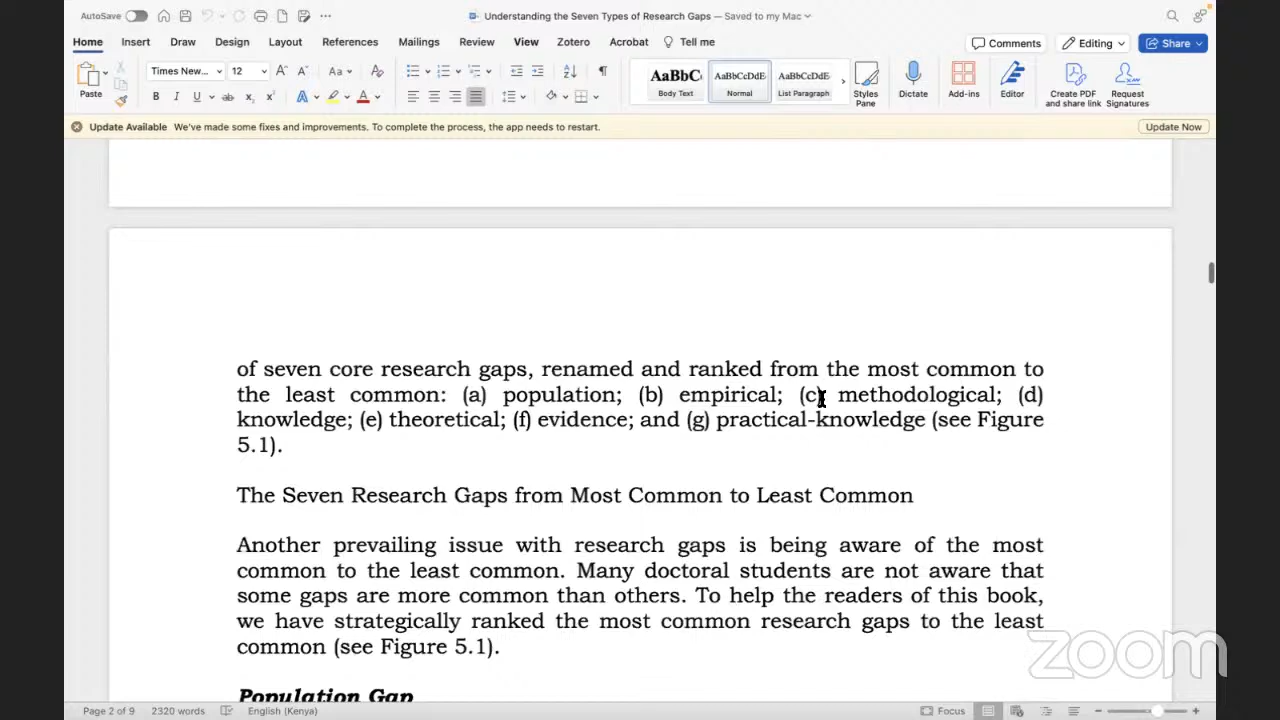 AutoSave
Understanding the Seven Types of Research Gaps — Saved to my Mac
Home Insert Draw Design Layout References Mailings Review View Zotero Acrobat Tell me
Comments Editing Share
Paste
Times New... 12
AaBbC
Body Text
AaBbCcDdE
Normal
AaBbCcDdE
List Paragraph
Styles
Pane
Dictate
Add-ins
Editor
Create PDF
and share link
Request
Signatures
Update Available We've made some fixes and improvements. To complete the process, the app needs to restart.
Update Now
of seven core research gaps, renamed and ranked from the most common to
the least common: (a) population; (b) empirical; (c) methodological; (d)
knowledge; (e) theoretical; (f) evidence; and (g) practical-knowledge (see Figure
5.1).
The Seven Research Gaps from Most Common to Least Common
Another prevailing issue with research gaps is being aware of the most
common to the least common. Many doctoral students are not aware that
some gaps are more common than others. To help the readers of this book,
we have strategically ranked the most common research gaps to the least
common (see Figure 5.1).
Population Gap
zoom
Page 2 of 9 2320 words English (Kenya)
Focus